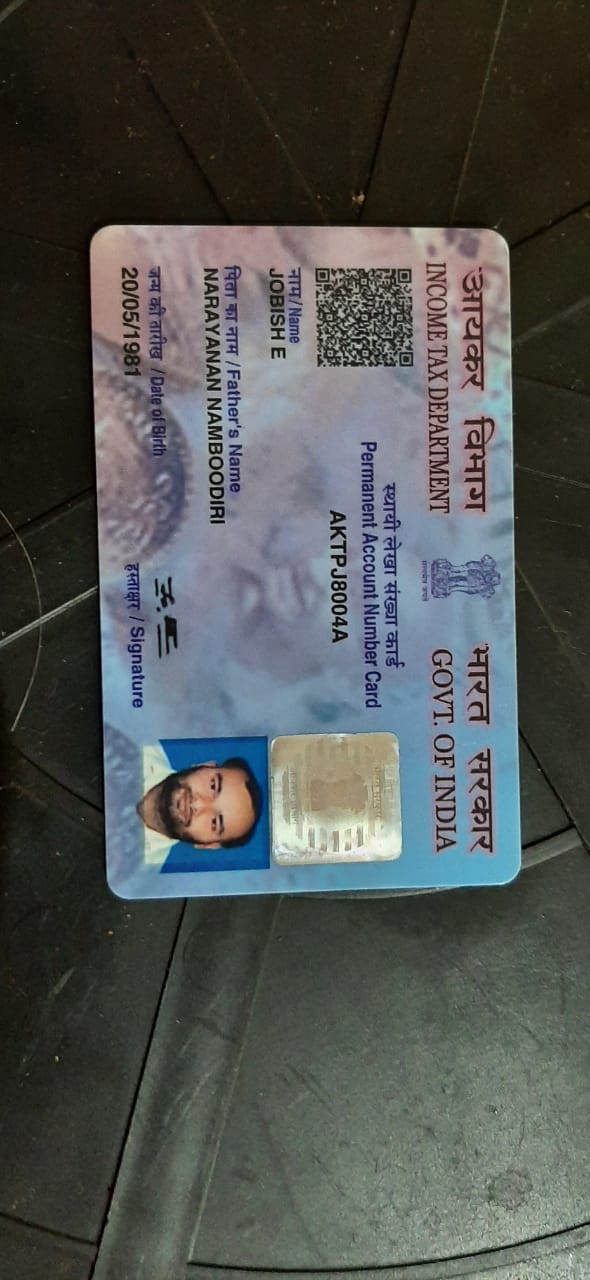 आयकर विभाग
INCOME TAX DEPARTMENT
भारत सरकार
GOVT. OF INDIA
सत्यमेव जयते
स्थायी लेखा संख्या कार्ड
Permanent Account Number Card
AKTPJ8004A
नाम / Name
JOBISH E
पिता का नाम / Father's Name
NARAYANAN NAMBOODIRI
जन्म की तारीख / Date of Birth
20/05/1981
हस्ताक्षर / Signature